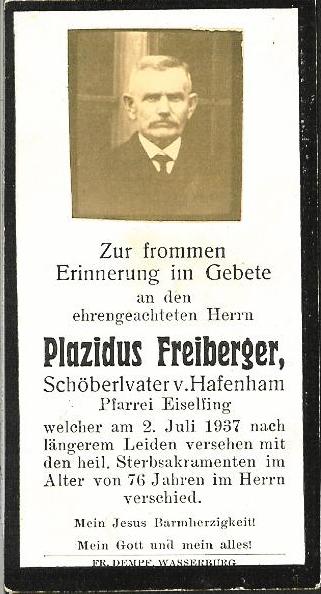 Zur frommen
Erinnerung im Gebete
an den
ehrengeachteten Herrn
Plazidus Freiberger,
Schöberlvater v. Hafenham
Pfarrei Eiselfing
welcher am 2. Juli 1937 nach
längerem Leiden versehen mit
den heil. Sterbsakramenten im
Alter von 76 Jahren im Herrn
verschied.
Mein Jesus Barmherzigkeit!
Mein Gott und mein alles!
FR. DEMPF, WASSERBURG